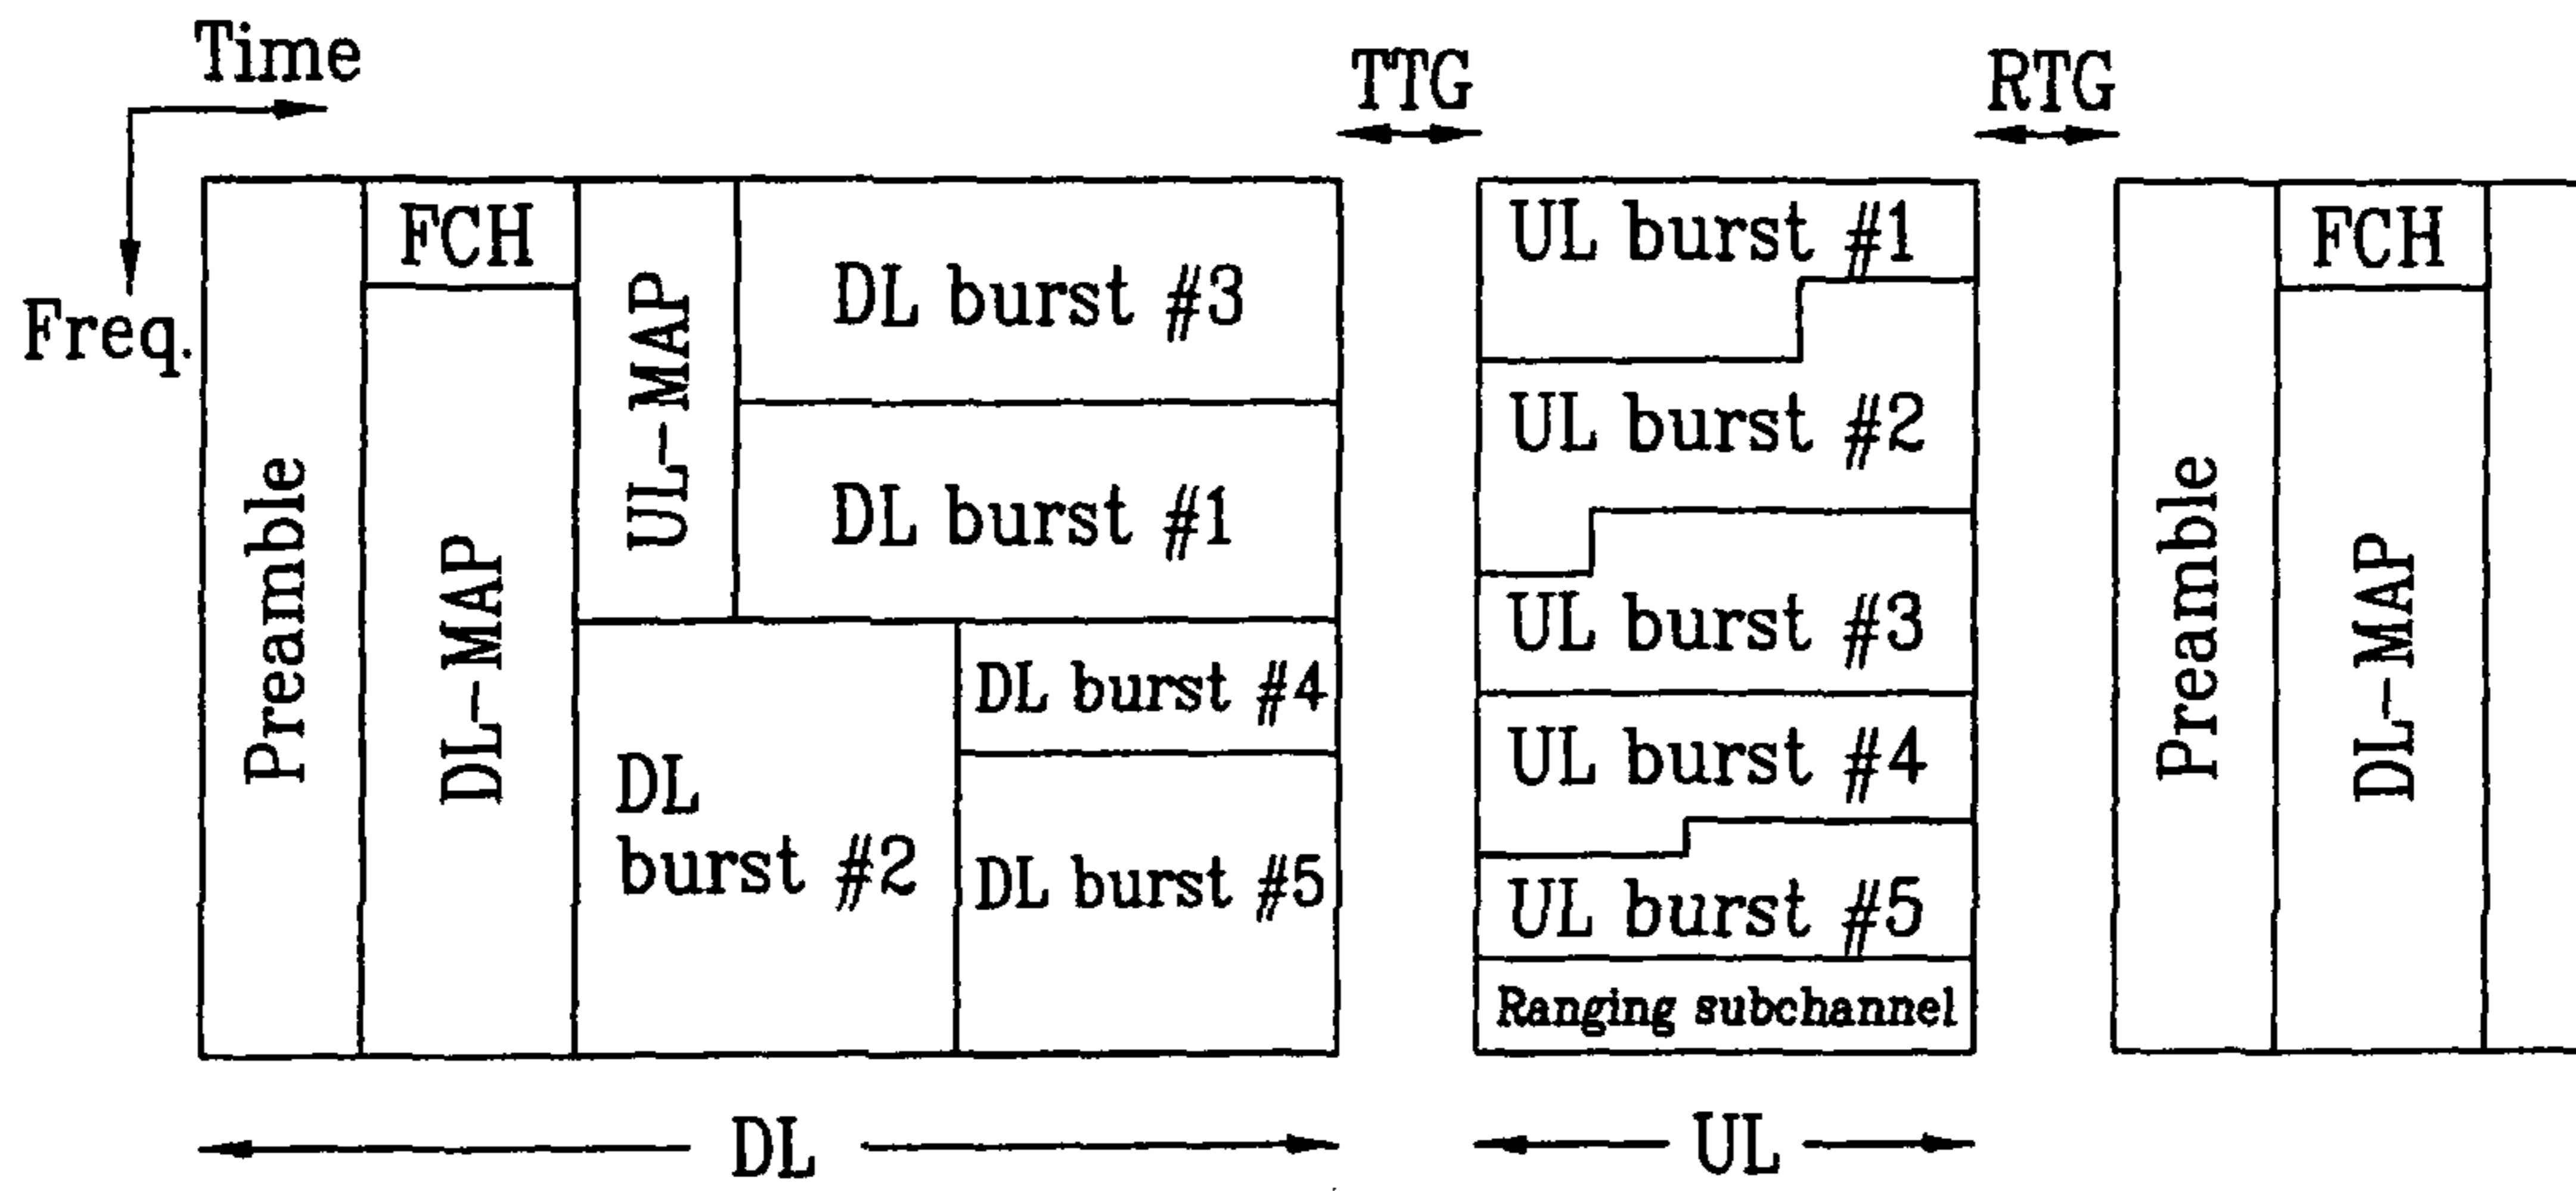 Time
TTG
RTG
Freq.
Preamble
FCH
DL-MAP
UL-MAP
DL burst #3
DL burst #1
DL
burst #2
DL burst #4
DL burst #5
UL burst #1
UL burst #2
UL burst #3
UL burst #4
UL burst #5
Ranging subchannel
Preamble
FCH
DL-MAP
DL
UL